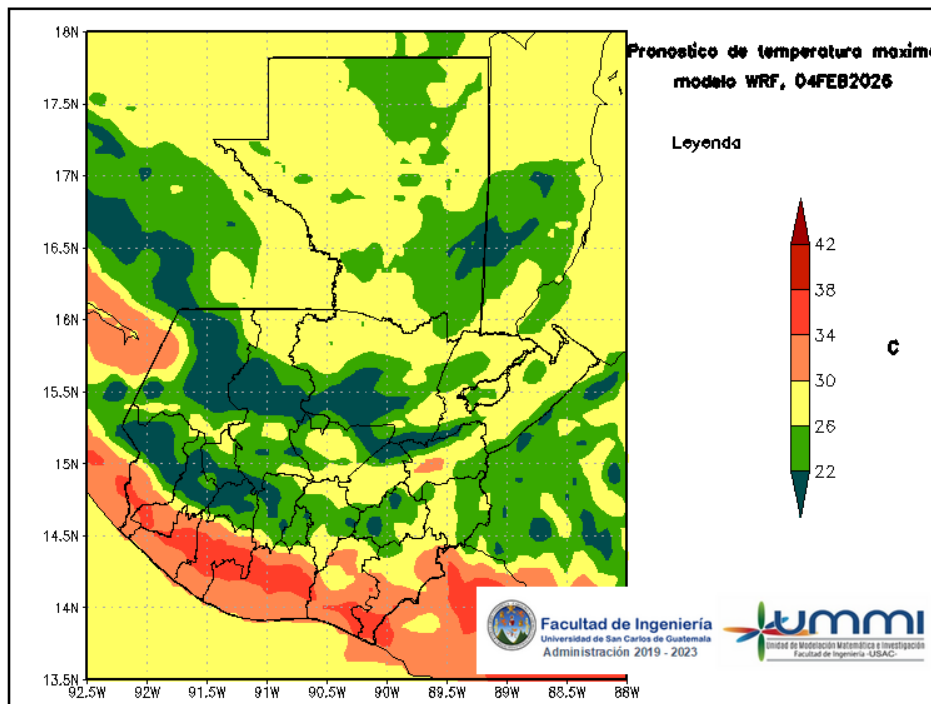 Pronostico de temperatura maxima
modelo WRF, 04FEB2026
Leyenda
18N
17.5N
17N
16.5N
16N
15.5N
15N
14.5N
14N
13.5N
92.5W
92W
91.5W
91W
90.5W
90W
89.5W
89W
88.5W
88W
42
38
34
30
26
22
C
Facultad de Ingeniería
Universidad de San Carlos de Guatemala
Administración 2019 - 2023
UMMI
Unidad de Modelación Matemática e Investigación
Facultad de Ingeniería -USAC-